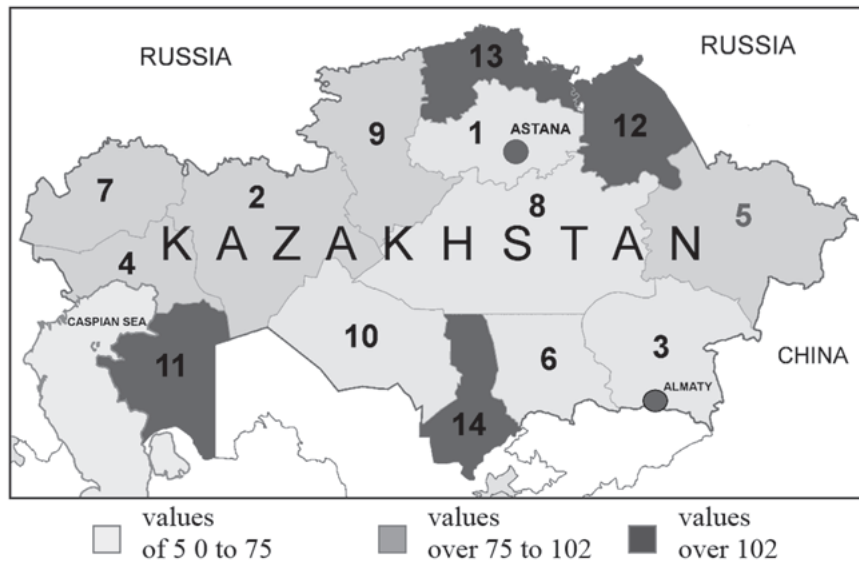 RUSSIA
RUSSIA
13
12
9
1
ASTANA
7
2
8
5
4
KAZAKHSTAN
CASPIAN SEA
11
10
6
3
CHINA
ALMATY
14
values
of 5 0 to 75
values
over 75 to 102
values
over 102